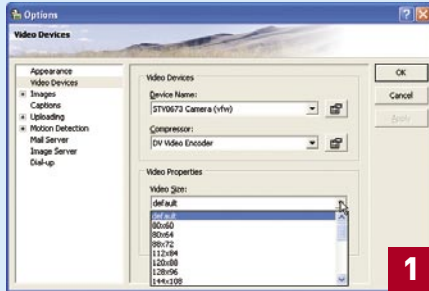 Options
Video Devices
Appearance
Video Devices
Images
Captions
Uploading
Motion Detection
Mail Server
Image Server
Dial-up
Video Devices
Device Name:
STV0673 Camera (vfw)
Compressor:
DV Video Encoder
Video Properties
Video Size:
default
default
80x60
80x64
88x72
112x84
120x88
128x96
144x108
OK
Cancel
Apply
1